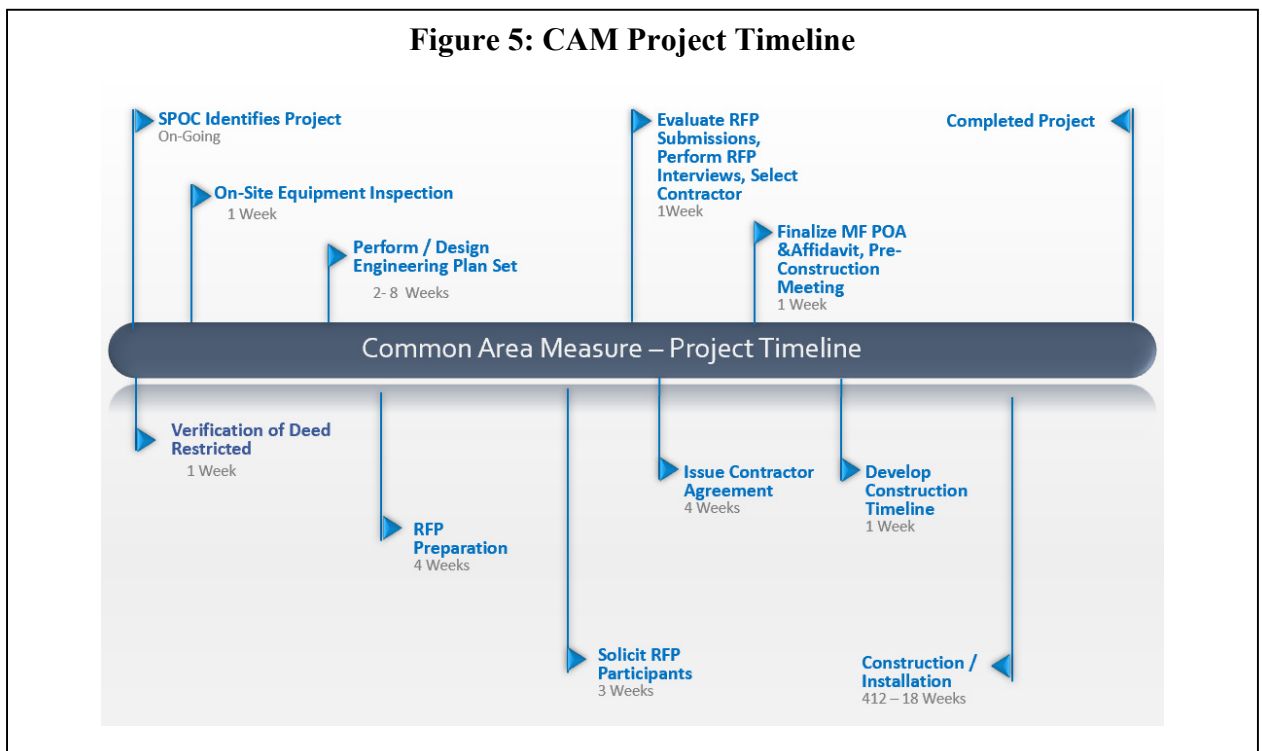 Figure 5: CAM Project Timeline
SPOC Identifies Project
On-Going
On-Site Equipment Inspection
1 Week
Perform / Design
Engineering Plan Set
2- 8 Weeks
Evaluate RFP
Submissions,
Perform RFP
Interviews, Select
Contractor
1Week
Finalize MF POA
&Affidavit, Pre-
Construction
Meeting
1 Week
Completed Project
Common Area Measure – Project Timeline
Verification of Deed
Restricted
1 Week
RFP
Preparation
4 Weeks
Solicit RFP
Participants
3 Weeks
Issue Contractor
Agreement
4 Weeks
Develop
Construction
Timeline
1 Week
Construction /
Installation
412 – 18 Weeks